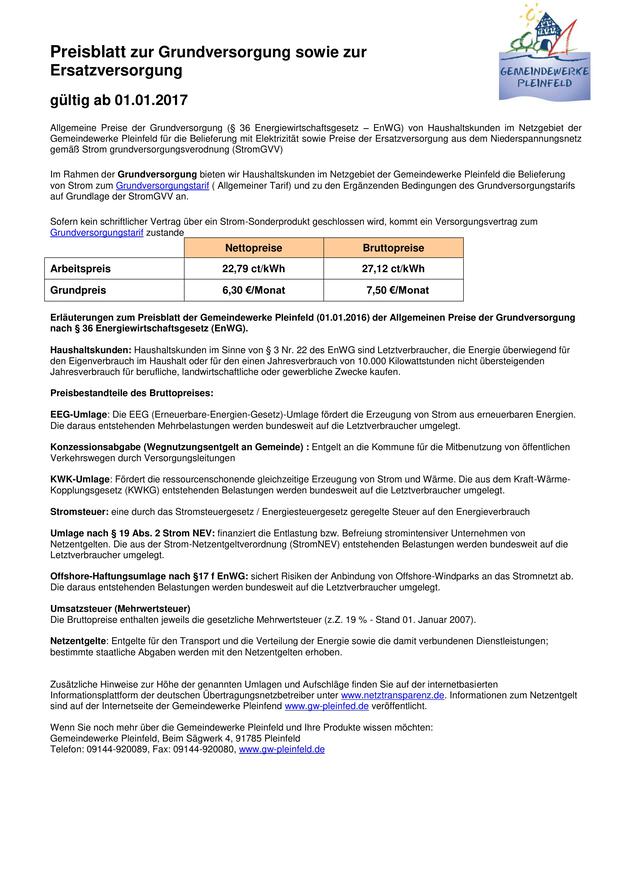 Preisblatt zur Grundversorgung sowie zur
Ersatzversorgung
GEMEINDEWERKE
PLEINFELD
gültig ab 01.01.2017
Allgemeine Preise der Grundversorgung (§ 36 Energiewirtschaftsgesetz – EnWG) von Haushaltskunden im Netzgebiet der
Gemeindewerke Pleinfeld für die Belieferung mit Elektrizität sowie Preise der Ersatzversorgung aus dem Niederspannungsnetz
gemäß Strom grundversorgungsverodnung (StromGVV)
Im Rahmen der Grundversorgung bieten wir Haushaltskunden im Netzgebiet der Gemeindewerke Pleinfeld die Belieferung
von Strom zum Grundversorgungstarif ( Allgemeiner Tarif) und zu den Ergänzenden Bedingungen des Grundversorgungstarifs
auf Grundlage der StromGVV an.
Sofern kein schriftlicher Vertrag über ein Strom-Sonderprodukt geschlossen wird, kommt ein Versorgungsvertrag zum
Grundversorgungstarif zustande
Nettopreise Bruttopreise
Arbeitspreis 22,79 ct/kWh 27,12 ct/kWh
Grundpreis 6,30 €/Monat 7,50 €/Monat
Erläuterungen zum Preisblatt der Gemeindewerke Pleinfeld (01.01.2016) der Allgemeinen Preise der Grundversorgung
nach § 36 Energiewirtschaftsgesetz (EnWG).
Haushaltskunden: Haushaltskunden im Sinne von § 3 Nr. 22 des EnWG sind Letztverbraucher, die Energie überwiegend für
den Eigenverbrauch im Haushalt oder für den einen Jahresverbrauch von 10.000 Kilowattstunden nicht übersteigenden
Jahresverbrauch für berufliche, landwirtschaftliche oder gewerbliche Zwecke kaufen.
Preisbestandteile des Bruttopreises:
EEG-Umlage: Die EEG (Erneuerbare-Energien-Gesetz)-Umlage fördert die Erzeugung von Strom aus erneuerbaren Energien.
Die daraus entstehenden Mehrbelastungen werden bundesweit auf die Letztverbraucher umgelegt.
Konzessionsabgabe (Wegnutzungsentgelt an Gemeinde) : Entgelt an die Kommune für die Mitbenutzung von öffentlichen
Verkehrswegen durch Versorgungsleitungen
KWK-Umlage: Fördert die ressourcenschonende gleichzeitige Erzeugung von Strom und Wärme. Die aus dem Kraft-Wärme-
Kopplungsgesetz (KWKG) entstehenden Belastungen werden bundesweit auf die Letztverbraucher umgelegt.
Stromsteuer: eine durch das Stromsteuergesetz / Energiesteuergesetz geregelte Steuer auf den Energieverbrauch
Umlage nach § 19 Abs. 2 Strom NEV: finanziert die Entlastung bzw. Befreiung stromintensiver Unternehmen von
Netzentgelten. Die aus der Strom-Netzentgeltverordnung (StromNEV) entstehenden Belastungen werden bundesweit auf die
Letztverbraucher umgelegt.
Offshore-Haftungsumlage nach §17 f EnWG: sichert Risiken der Anbindung von Offshore-Windparks an das Stromnetzt ab.
Die daraus entstehenden Belastungen werden bundesweit auf die Letztverbraucher umgelegt.
Umsatzsteuer (Mehrwertsteuer)
Die Bruttopreise enthalten jeweils die gesetzliche Mehrwertsteuer (z.Z. 19 % - Stand 01. Januar 2007).
Netzentgelte: Entgelte für den Transport und die Verteilung der Energie sowie die damit verbundenen Dienstleistungen;
bestimmte staatliche Abgaben werden mit den Netzentgelten erhoben.
Zusätzliche Hinweise zur Höhe der genannten Umlagen und Aufschläge finden Sie auf der internetbasierten
Informationsplattform der deutschen Übertragungsnetzbetreiber unter www.netztransparenz.de. Informationen zum Netzentgelt
sind auf der Internetseite der Gemeindewerke Pleinfend www.gw-pleinfed.de veröffentlicht.
Wenn Sie noch mehr über die Gemeindewerke Pleinfeld und Ihre Produkte wissen möchten:
Gemeindewerke Pleinfeld, Beim Sägwerk 4, 91785 Pleinfeld
Telefon: 09144-920089, Fax: 09144-920080, www.gw-pleinfeld.de